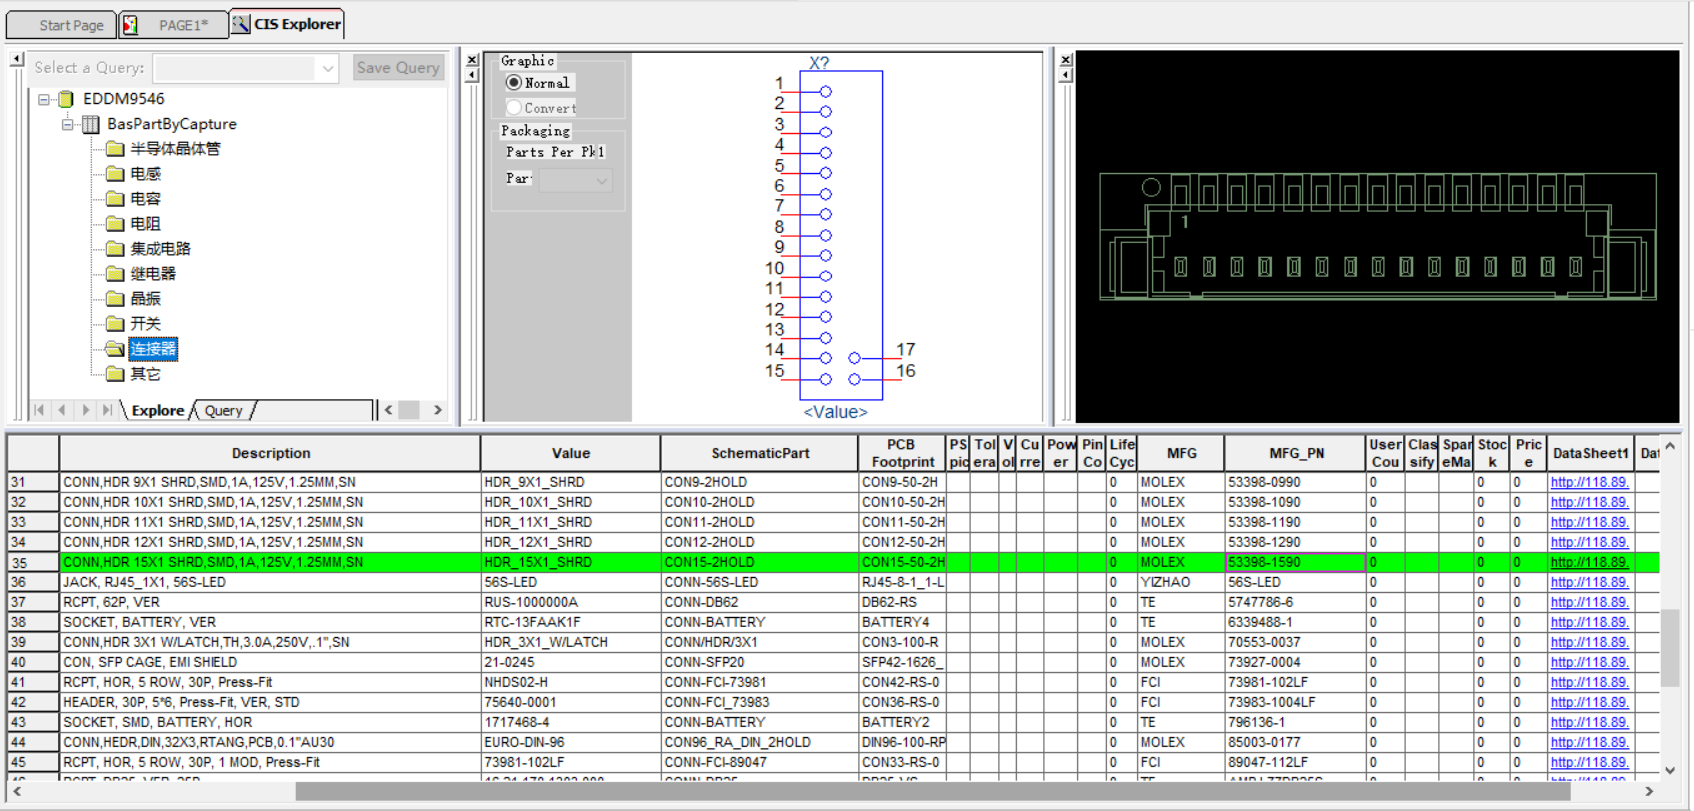 Start Page PAGE1* CIS Explorer
Select a Query: Save Query
EDDM9546
BasPartByCapture
半导体晶体管
电感
电容
电阻
集成电路
继电器
晶振
开关
连接器
其它
Explore Query
Graphic
Normal
Convert
Packaging
Parts Per Pk1
Par
X?
1
2
3
4
5
6
7
8
9
10
11
12
13
14 17
15 16
<Value>
1
Description Value SchematicPart PCB Footprint PS pic Tol era V ol Cu rre Pow er Pin Co Life Cyc MFG MFG_PN User Cou Clas sify Spar eMa Stoc k Pric e DataSheet1 Dat
31 CONN,HDR 9X1 SHRD,SMD,1A,125V,1.25MM,SN HDR_9X1_SHRD CON9-2HOLD CON9-50-2H 0 MOLEX 53398-0990 0 0 0 http://118.89.
32 CONN,HDR 10X1 SHRD,SMD,1A,125V,1.25MM,SN HDR_10X1_SHRD CON10-2HOLD CON10-50-2H 0 MOLEX 53398-1090 0 0 0 http://118.89.
33 CONN,HDR 11X1 SHRD,SMD,1A,125V,1.25MM,SN HDR_11X1_SHRD CON11-2HOLD CON11-50-2H 0 MOLEX 53398-1190 0 0 0 http://118.89.
34 CONN,HDR 12X1 SHRD,SMD,1A,125V,1.25MM,SN HDR_12X1_SHRD CON12-2HOLD CON12-50-2H 0 MOLEX 53398-1290 0 0 0 http://118.89.
35 CONN,HDR 15X1 SHRD,SMD,1A,125V,1.25MM,SN HDR_15X1_SHRD CON15-2HOLD CON15-50-2H 0 MOLEX 53398-1590 0 0 0 http://118.89.
36 JACK, RJ45_1X1, 56S-LED 56S-LED CONN-56S-LED RJ45-8-1_1-L 0 YIZHAO 56S-LED 0 0 0 http://118.89.
37 RCPT, 62P, VER RUS-1000000A CONN-DB62 DB62-RS 0 TE 5747786-6 0 0 0 http://118.89.
38 SOCKET, BATTERY, VER RTC-13FAAK1F CONN-BATTERY BATTERY4 0 TE 6339488-1 0 0 0 http://118.89.
39 CONN,HDR 3X1 W/LATCH,TH,3.0A,250V,.1",SN HDR_3X1_W/LATCH CONN/HDR/3X1 CON3-100-R 0 MOLEX 70553-0037 0 0 0 http://118.89.
40 CON, SFP CAGE, EMI SHIELD 21-0245 CONN-SFP20 SFP42-1626_ 0 MOLEX 73927-0004 0 0 0 http://118.89.
41 RCPT, HOR, 5 ROW, 30P, Press-Fit NHDS02-H CONN-FCI-73981 CON42-RS-0 0 FCI 73981-102LF 0 0 0 http://118.89.
42 HEADER, 30P, 5*6, Press-Fit, VER, STD 75640-0001 CONN-FCI_73983 CON36-RS-0 0 FCI 73983-1004LF 0 0 0 http://118.89.
43 SOCKET, SMD, BATTERY, HOR 1717468-4 CONN-BATTERY BATTERY2 0 TE 796136-1 0 0 0 http://118.89.
44 CONN,HEDR,DIN,32X3,RTANG,PCB,0.1"AU30 EURO-DIN-96 CON96_RA_DIN_2HOLD DIN96-100-RP 0 MOLEX 85003-0177 0 0 0 http://118.89.
45 RCPT, HOR, 5 ROW, 30P, 1 MOD, Press-Fit 73981-102LF CONN-FCI-89047 CON33-RS-0 0 FCI 89047-112LF 0 0 0 http://118.89.